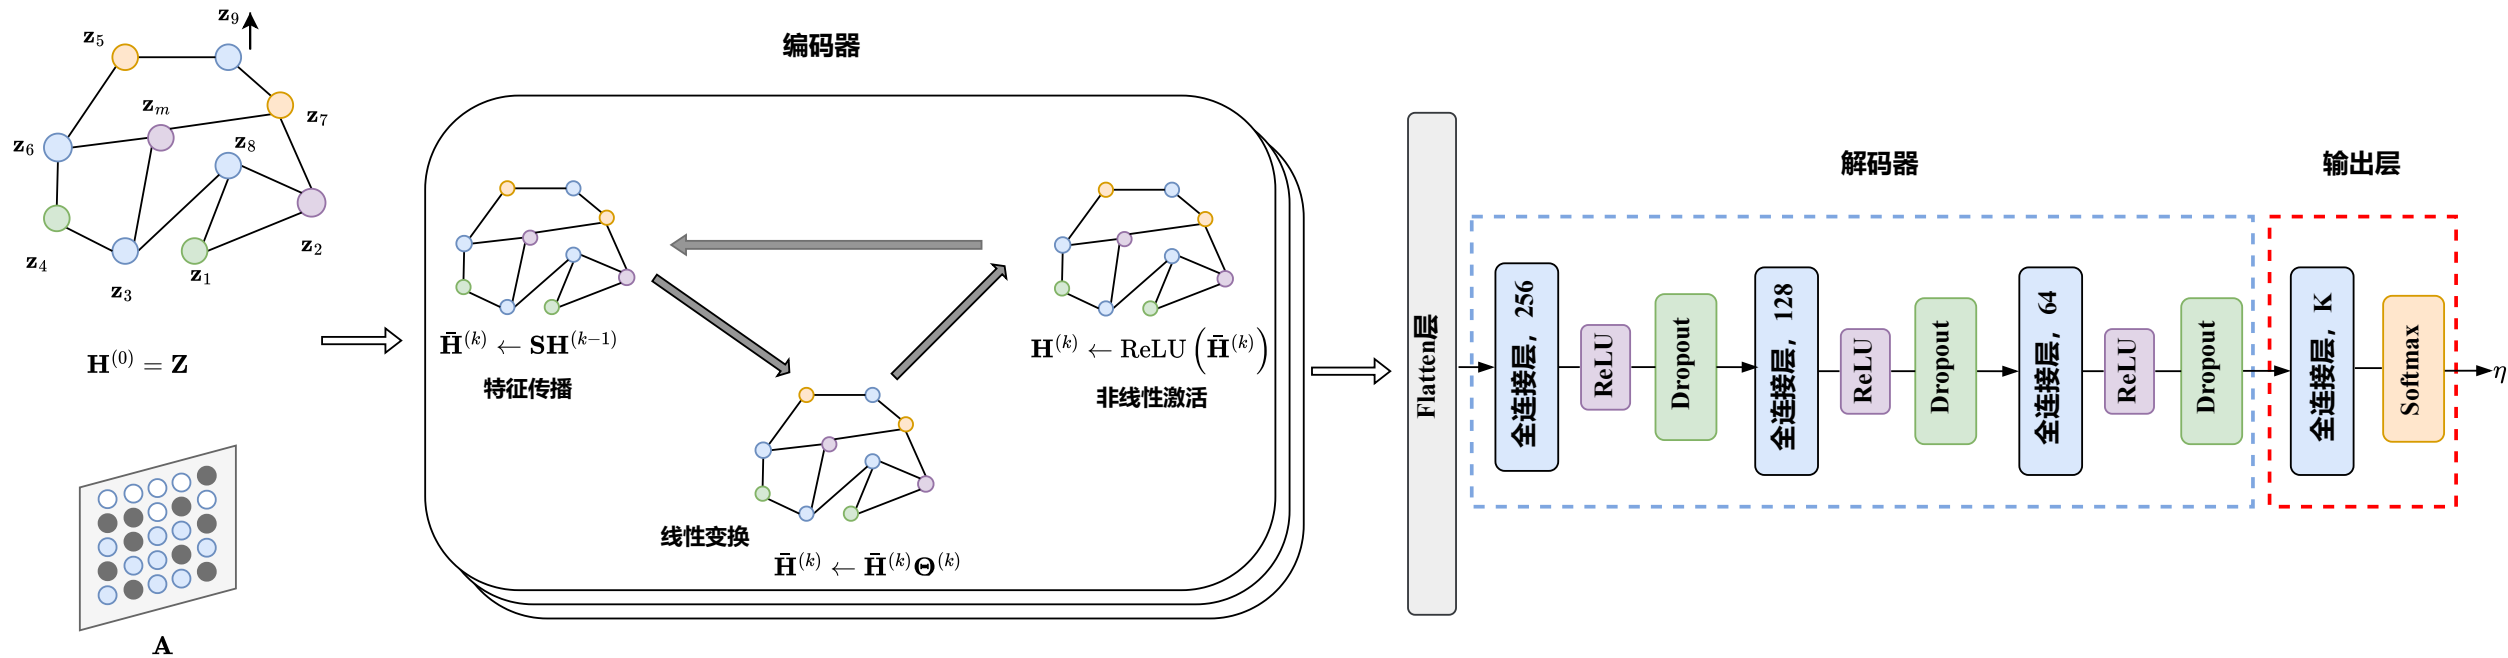 z₉
z₅
zₘ
z₇
z₆
z₈
z₄
z₃
z₁
z₂
H⁽⁰⁾ = Z
A
编码器
H̄⁽ᵏ⁾ ← SH⁽ᵏ⁻¹⁾
特征传播
H⁽ᵏ⁾ ← ReLU (H̄⁽ᵏ⁾)
非线性激活
线性变换
H̄⁽ᵏ⁾ ← H̄⁽ᵏ⁾Θ⁽ᵏ⁾
Flatten层
解码器
全连接层，256
ReLU
Dropout
全连接层，128
ReLU
Dropout
全连接层，64
ReLU
Dropout
输出层
全连接层，K
Softmax
η